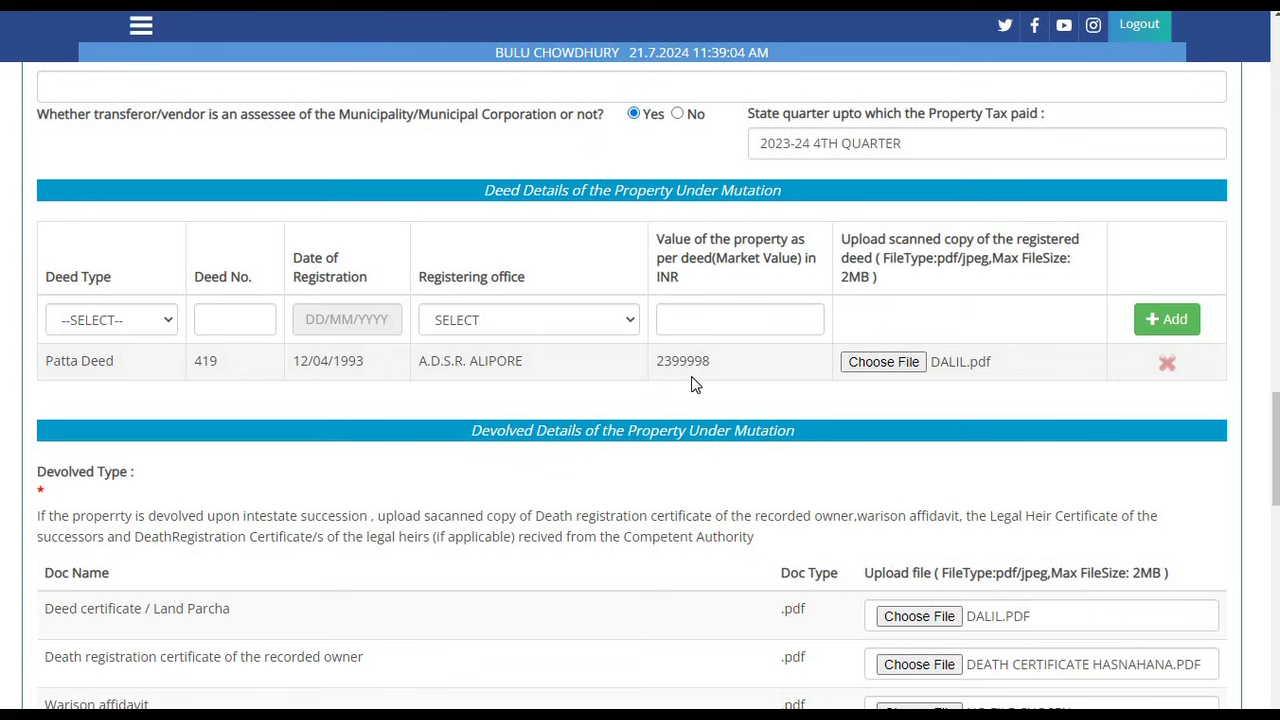 Logout
BULU CHOWDHURY 21.7.2024 11:39:04 AM
Whether transferor/vendor is an assessee of the Municipality/Municipal Corporation or not? Yes No
State quarter upto which the Property Tax paid :
2023-24 4TH QUARTER
Deed Details of the Property Under Mutation
Deed Type
Deed No.
Date of
Registration
Registering office
Value of the property as
per deed(Market Value) in
INR
Upload scanned copy of the registered
deed ( FileType:pdf/jpeg,Max FileSize:
2MB )
--SELECT--
DD/MM/YYYY
SELECT
+ Add
Patta Deed 419 12/04/1993 A.D.S.R. ALIPORE 2399998 Choose File DALIL.pdf
Devolved Details of the Property Under Mutation
Devolved Type :
*
If the properrty is devolved upon intestate succession , upload sacanned copy of Death registration certificate of the recorded owner,warison affidavit, the Legal Heir Certificate of the
successors and DeathRegistration Certificate/s of the legal heirs (if applicable) recived from the Competent Authority
Doc Name Doc Type Upload file ( FileType:pdf/jpeg,Max FileSize: 2MB )
Deed certificate / Land Parcha .pdf Choose File DALIL.PDF
Death registration certificate of the recorded owner .pdf Choose File DEATH CERTIFICATE HASNAHANA.PDF
Warison affidavit .pdf